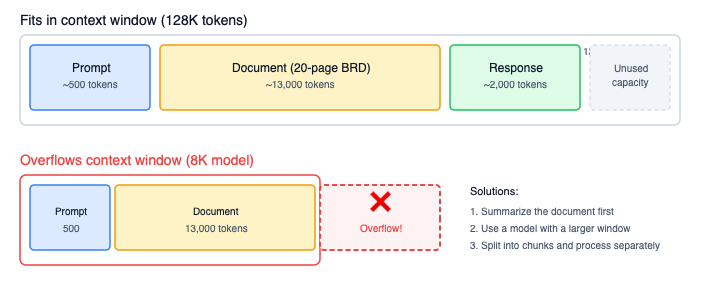 Fits in context window (128K tokens)
Prompt
~500 tokens
Document (20-page BRD)
~13,000 tokens
Response
~2,000 tokens
Unused
capacity
Overflows context window (8K model)
Prompt
500
Document
13,000 tokens
Overflow!
Solutions:
1. Summarize the document first
2. Use a model with a larger window
3. Split into chunks and process separately